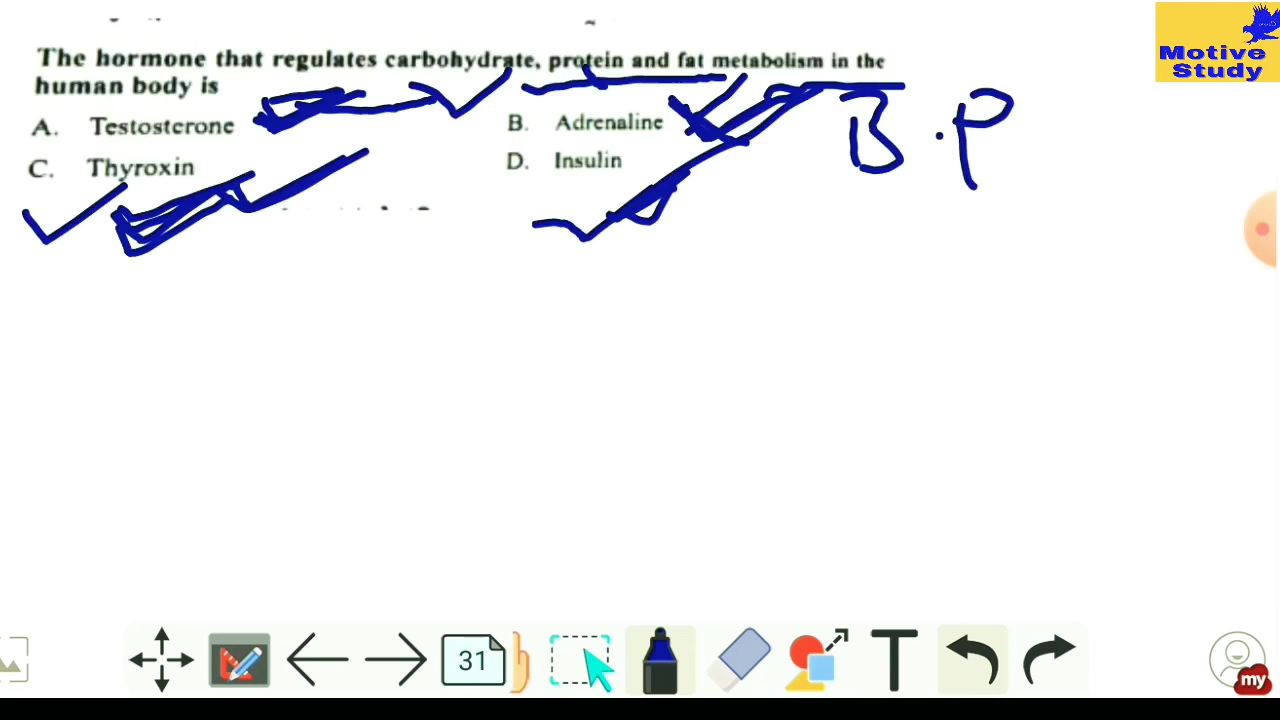 Motive
Study
The hormone that regulates carbohydrate, protein and fat metabolism in the
human body is
A. Testosterone
B. Adrenaline
C. Thyroxin
D. Insulin
B.P
31
T
my